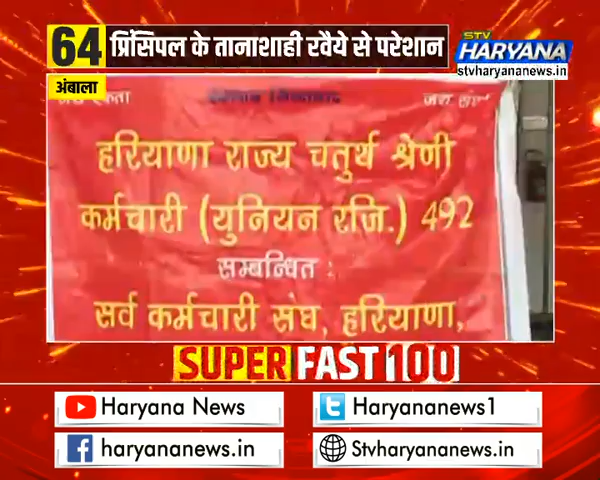 64 प्रिंसिपल के तानाशाही रवैये से परेशान
STV
HARYANA
stvharyananews.in
अंबाला
हरियाणा राज्य चतुर्थ श्रेणी
कर्मचारी (युनियन रजि.) 492
सम्बन्धित :
सर्व कर्मचारी संघ, हरियाणा,
SUPER FAST 100
Haryana News
Haryananews1
haryananews.in
Stvharyananews.in